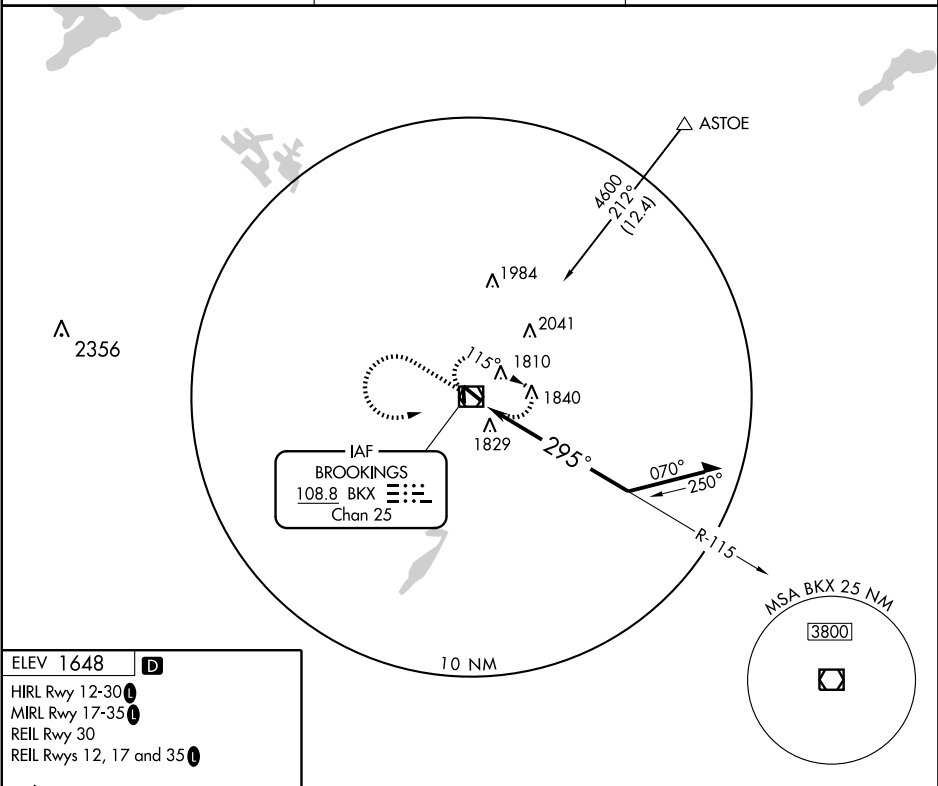 ASTOE
4600
212°
(12.4)
1984
2041
2356
115°
1810
1840
1829
295°
IAF
BROOKINGS
108.8 BKX
Chan 25
070°
250°
R-115
MSA BKX 25 NM
3800
10 NM
ELEV 1648 D
HIRL Rwy 12-30 L
MIRL Rwy 17-35 L
REIL Rwy 30
REIL Rwys 12, 17 and 35 L